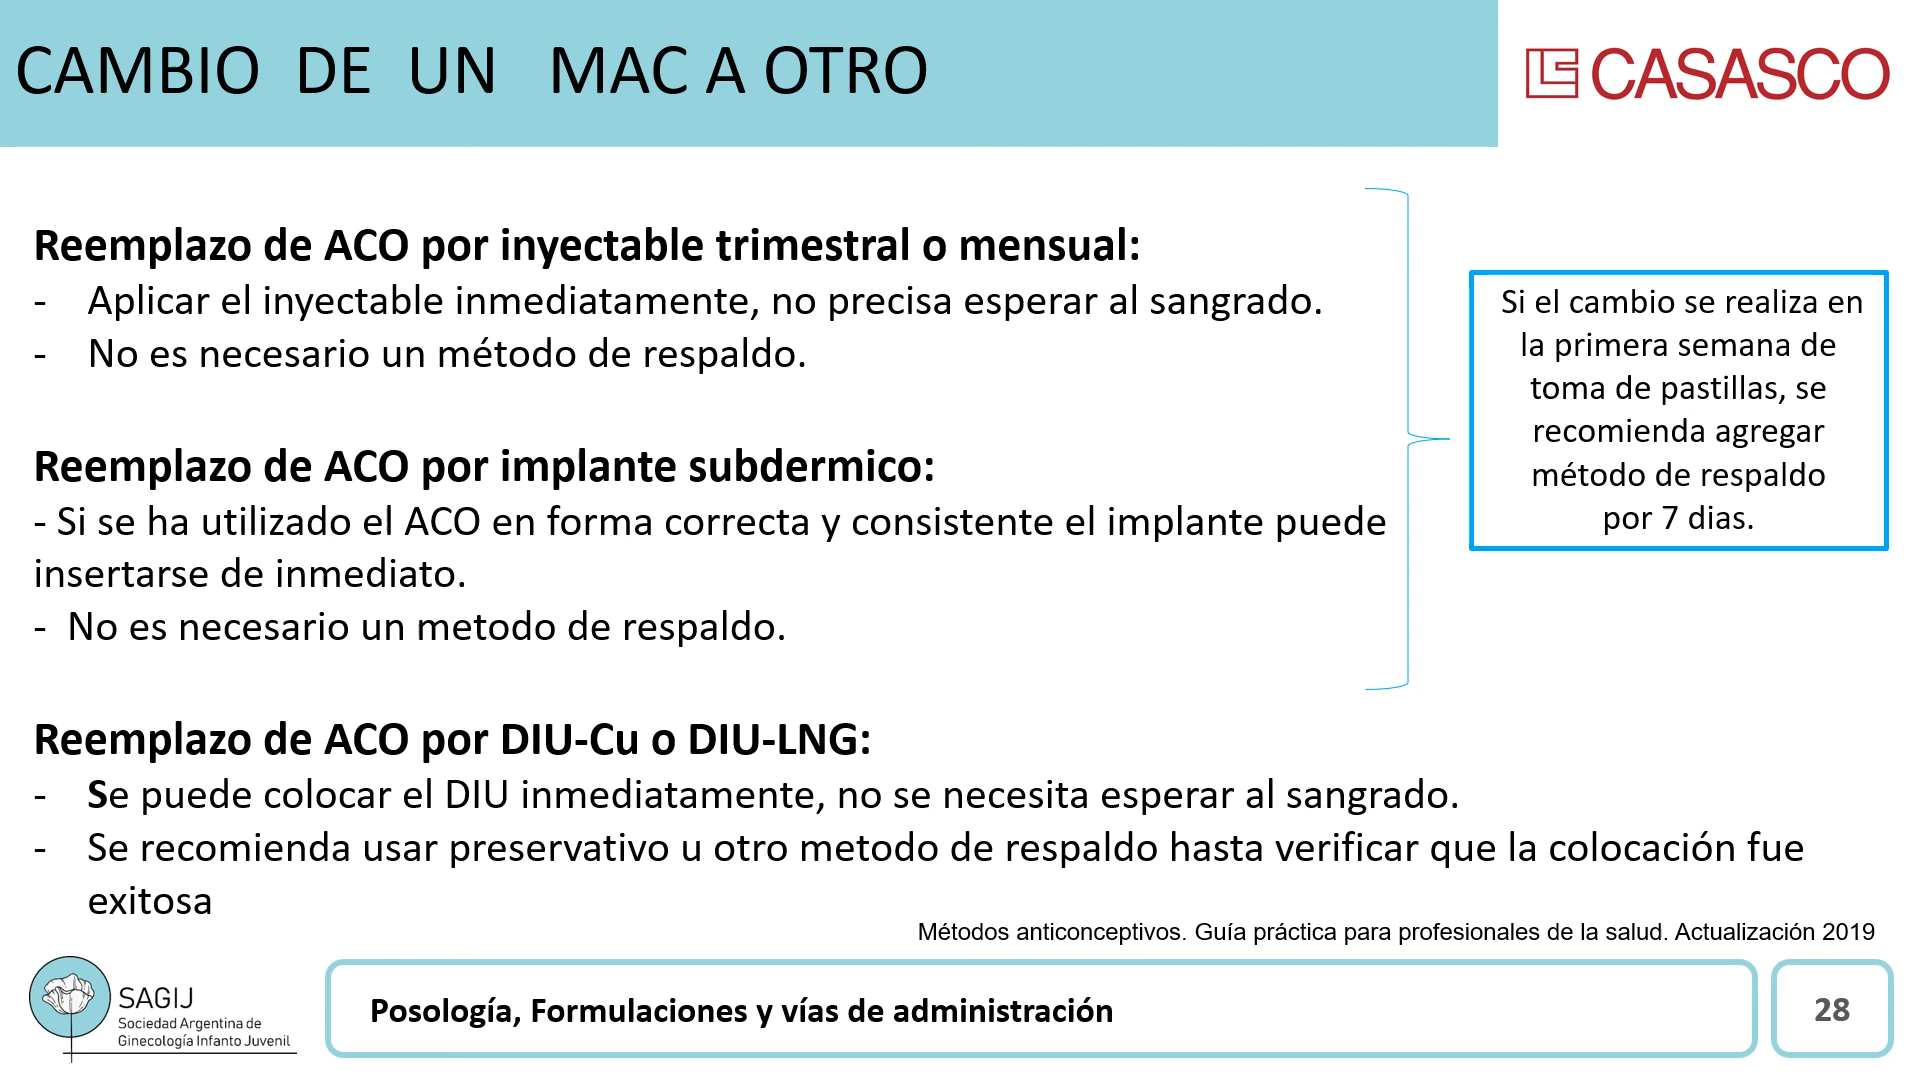 CAMBIO DE UN MAC A OTRO
CASASCO
Reemplazo de ACO por inyectable trimestral o mensual:
- Aplicar el inyectable inmediatamente, no precisa esperar al sangrado.
- No es necesario un método de respaldo.
Reemplazo de ACO por implante subdermico:
- Si se ha utilizado el ACO en forma correcta y consistente el implante puede
insertarse de inmediato.
- No es necesario un metodo de respaldo.
Si el cambio se realiza en
la primera semana de
toma de pastillas, se
recomienda agregar
método de respaldo
por 7 dias.
Reemplazo de ACO por DIU-Cu o DIU-LNG:
- Se puede colocar el DIU inmediatamente, no se necesita esperar al sangrado.
- Se recomienda usar preservativo u otro metodo de respaldo hasta verificar que la colocación fue
exitosa
Métodos anticonceptivos. Guía práctica para profesionales de la salud. Actualización 2019
SAGIJ
Sociedad Argentina de
Ginecología Infanto Juvenil
Posología, Formulaciones y vías de administración
28